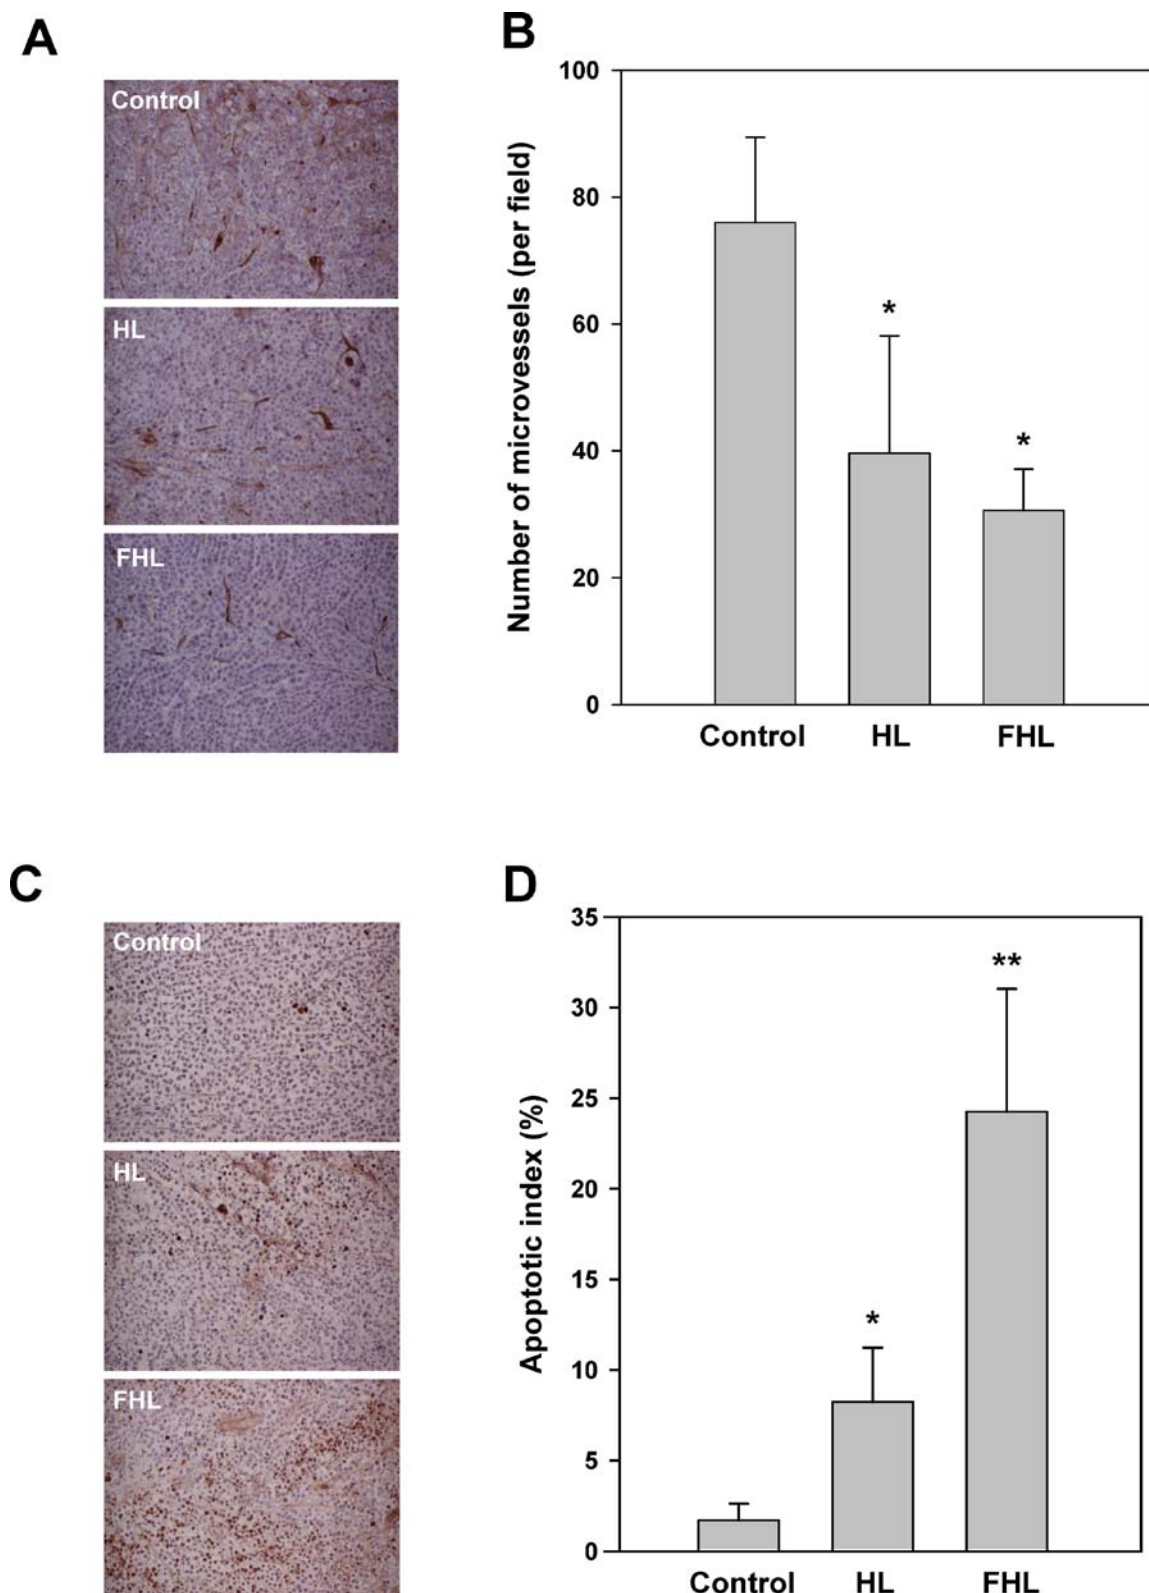 A
B
Control
HL
FHL
Number of microvessels (per field)
100
80
60
40
20
0
*
*
Control HL FHL
C
D
Control
HL
FHL
Apoptotic index (%)
35
30
25
20
15
10
5
0
*
**
Control HL FHL